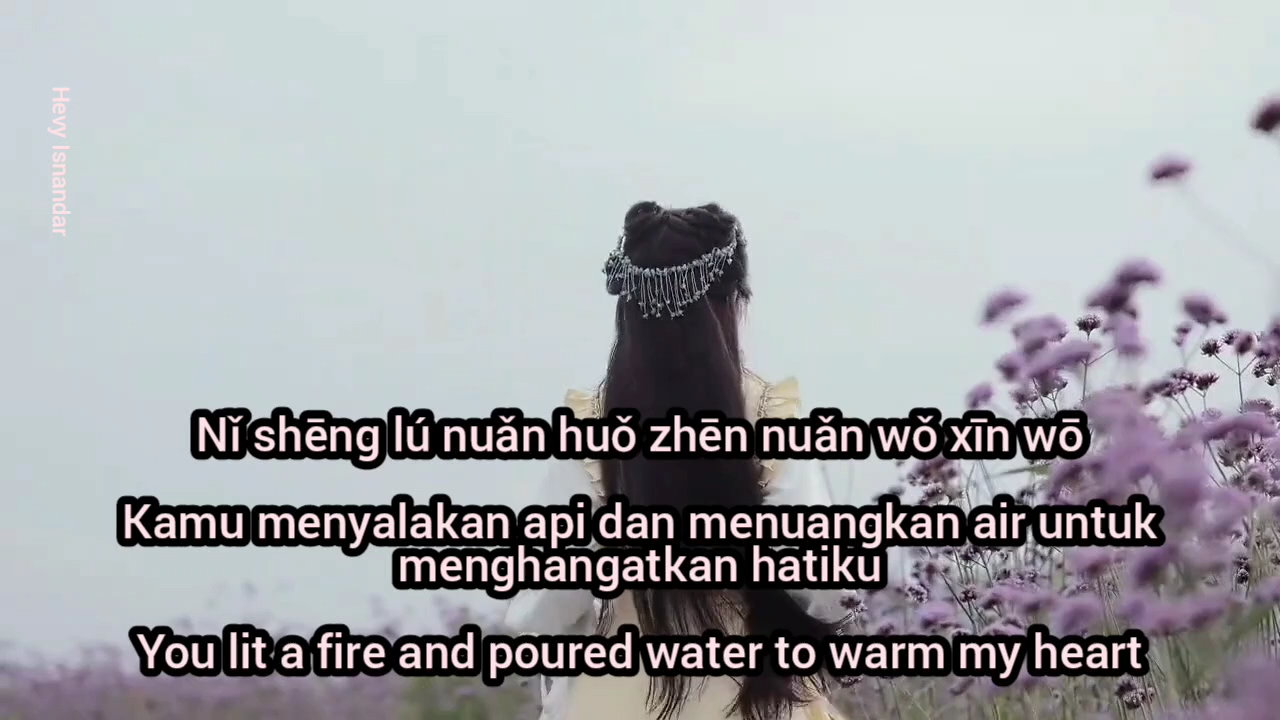 Hevy Isnandar
Nǐ shēng lú nuǎn huǒ zhēn nuǎn wǒ xīn wō
Kamu menyalakan api dan menuangkan air untuk
menghangatkan hatiku
You lit a fire and poured water to warm my heart